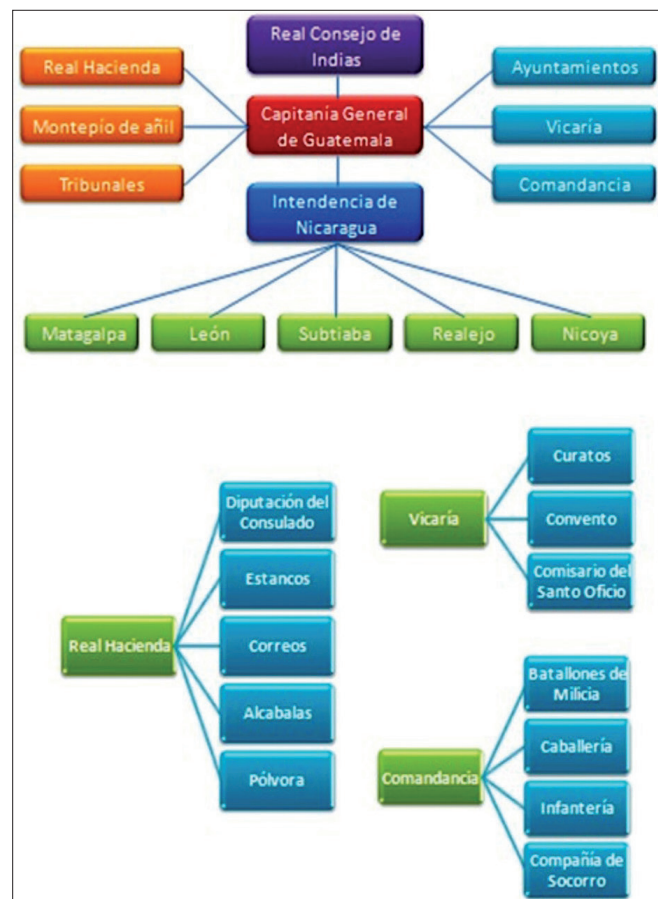 Real Consejo de
Indias
Real Hacienda
Ayuntamientos
Montepío de añil
Capitanía General
de Guatemala
Vicaría
Tribunales
Comandancia
Intendencia de
Nicaragua
Matagalpa
León
Subtiaba
Realejo
Nicoya
Real Hacienda
Diputación del
Consulado
Estancos
Correos
Alcabalas
Pólvora
Vicaría
Curatos
Convento
Comisario del
Santo Oficio
Comandancia
Batallones de
Milicia
Caballería
Infantería
Compañía de
Socorro